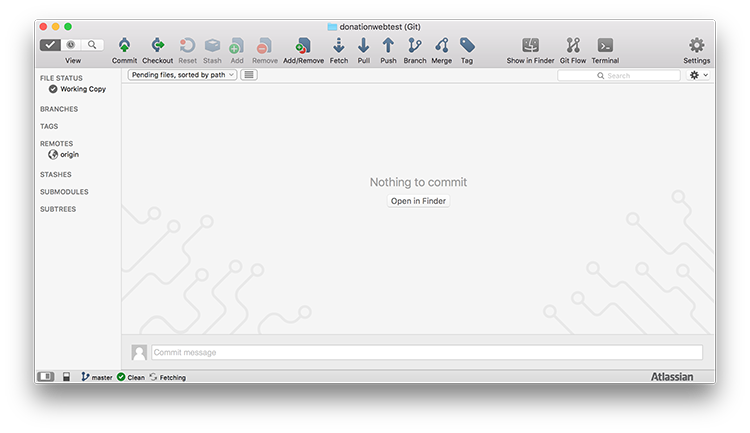 donationwebtest (Git)
View Commit Checkout Reset Stash Add Remove Add/Remove Fetch Pull Push Branch Merge Tag Show in Finder Git Flow Terminal Settings
Pending files, sorted by path
Search
FILE STATUS
Working Copy
BRANCHES
TAGS
REMOTES
origin
STASHES
SUBMODULES
SUBTREES
Nothing to commit
Open in Finder
Commit message
master Clean Fetching
Atlassian